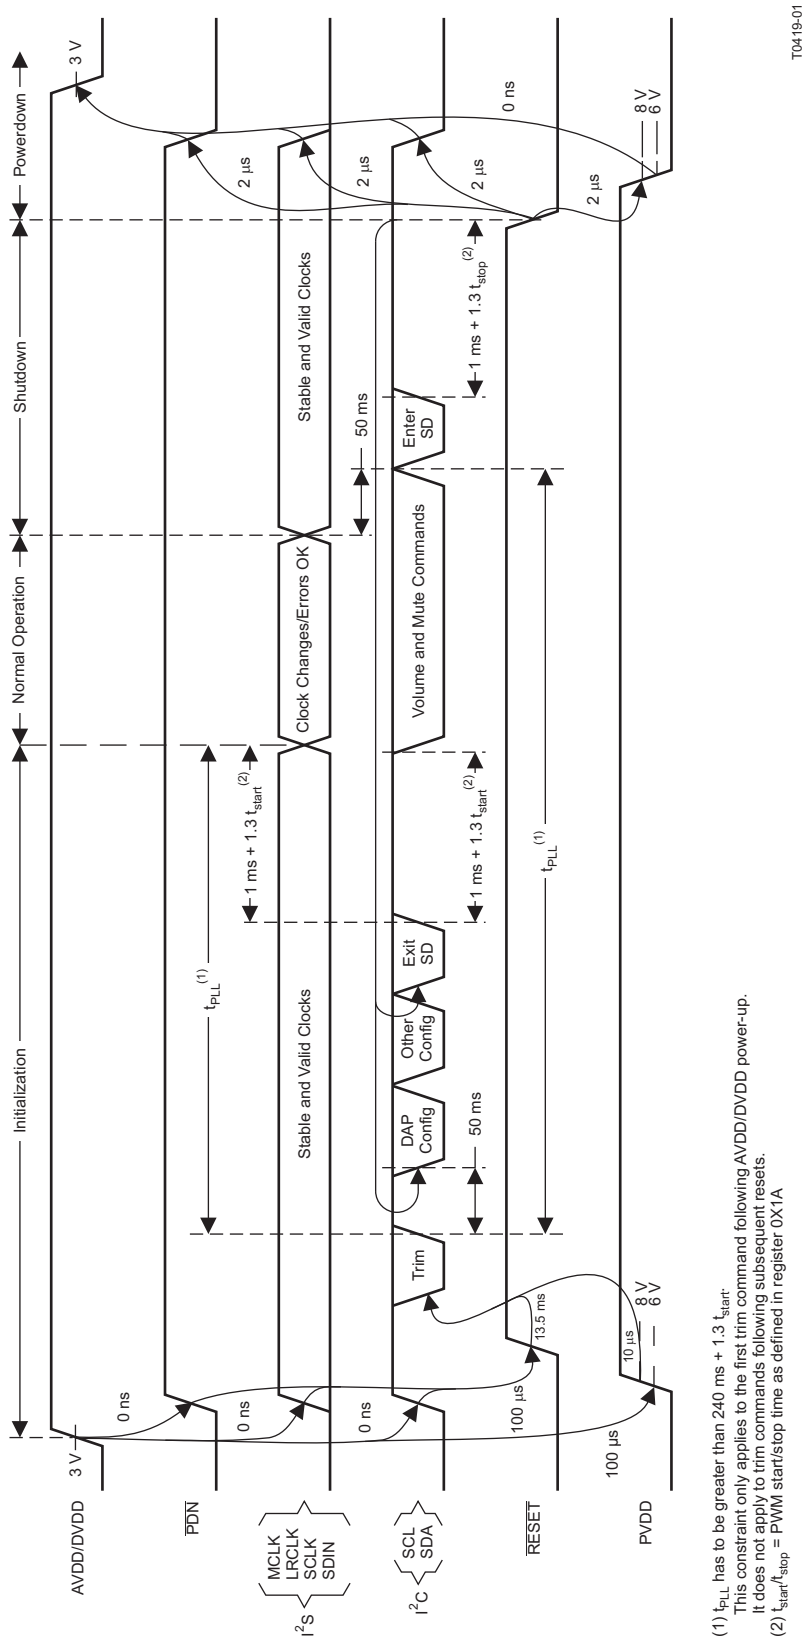 Initialization
Normal Operation
Shutdown
Powerdown
AVDD/DVDD
3 V
3 V
0 ns
PDN
t_PLL^(1)
2 μs
0 ns
1 ms + 1.3 t_start^(2)
I²S
MCLK
LRCLK
SCLK
SDIN
Stable and Valid Clocks
Clock Changes/Errors OK
Stable and Valid Clocks
2 μs
0 ns
50 ms
I²C
SCL
SDA
Trim
DAP
Config
Other
Config
Exit
SD
Volume and Mute Commands
Enter
SD
2 μs
50 ms
1 ms + 1.3 t_start^(2)
1 ms + 1.3 t_stop^(2)
0 ns
100 μs
RESET
13.5 ms
t_PLL^(1)
2 μs
100 μs
10 μs
PVDD
8 V
6 V
8 V
6 V
(1) t_PLL has to be greater than 240 ms + 1.3 t_start.
This constraint only applies to the first trim command following AVDD/DVDD power-up.
It does not apply to trim commands following subsequent resets.
(2) t_start/t_stop = PWM start/stop time as defined in register 0X1A
T0419-01